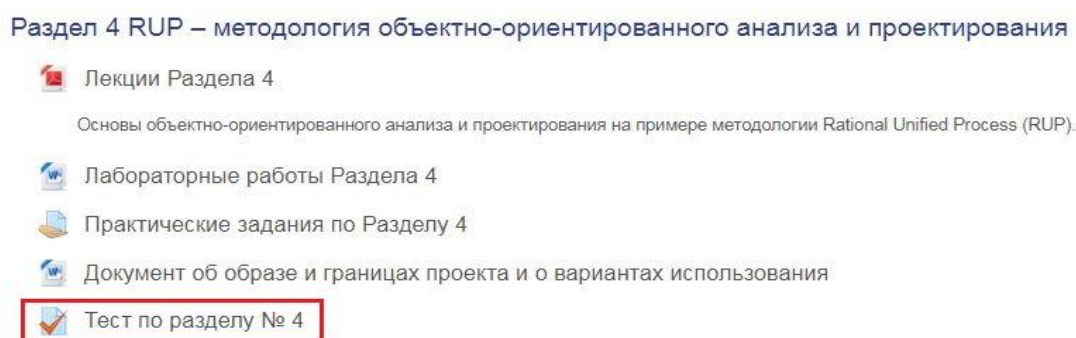 Раздел 4 RUP – методология объектно-ориентированного анализа и проектирования
Лекции Раздела 4
Основы объектно-ориентированного анализа и проектирования на примере методологии Rational Unified Process (RUP).
Лабораторные работы Раздела 4
Практические задания по Разделу 4
Документ об образе и границах проекта и о вариантах использования
Тест по разделу № 4